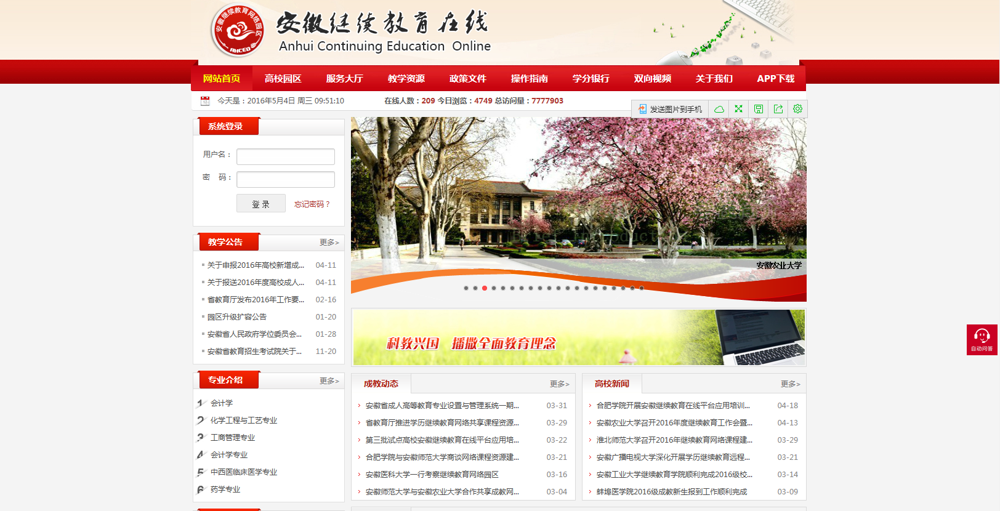 安徽继续教育网络园区
AHCEO
安徽继续教育在线
Anhui Continuing Education Online
网站首页 高校园区 服务大厅 教学资源 政策文件 操作指南 学分银行 双向视频 关于我们 APP下载
今天是：2016年5月4日 周三 09:51:10 在线人数：209 今日浏览：4749 总访问量：7777903
发送图片到手机
系统登录
用户名：
密 码：
登 录 忘记密码？
安徽农业大学
教学公告 更多>
关于申报2016年高校新增成... 04-11
关于报送2016年度高校成人... 04-11
省教育厅发布2016年工作要... 02-16
园区升级扩容公告 01-20
安徽省人民政府学位委员会... 01-28
安徽省教育招生考试院关于... 11-20
科教兴国 播撒全面教育理念
自动问答
专业介绍 更多>
1 会计学
2 化学工程与工艺专业
3 工商管理专业
4 会计学专业
5 中西医临床医学专业
6 药学专业
成教动态 更多>
安徽省成人高等教育专业设置与管理系统一期... 03-31
省教育厅推进学历继续教育网络共享课程资源... 03-29
第三批试点高校安徽继续教育在线平台应用培... 03-22
合肥学院与安徽师范大学商谈网络课程资源建... 03-21
安徽医科大学一行考察继续教育网络园区 03-16
安徽师范大学与安徽农业大学合作共享成教网... 03-04
高校新闻 更多>
合肥学院开展安徽继续教育在线平台应用培训... 04-18
安徽农业大学召开2016年度继续教育工作会暨... 04-13
淮北师范大学召开2016年继续教育网络课程建... 03-29
安徽广播电视大学深化开展学历继续教育远程... 03-21
安徽工业大学继续教育学院顺利完成2016级校... 03-14
蚌埠医学院2016级成教新生报到工作顺利完成 03-09